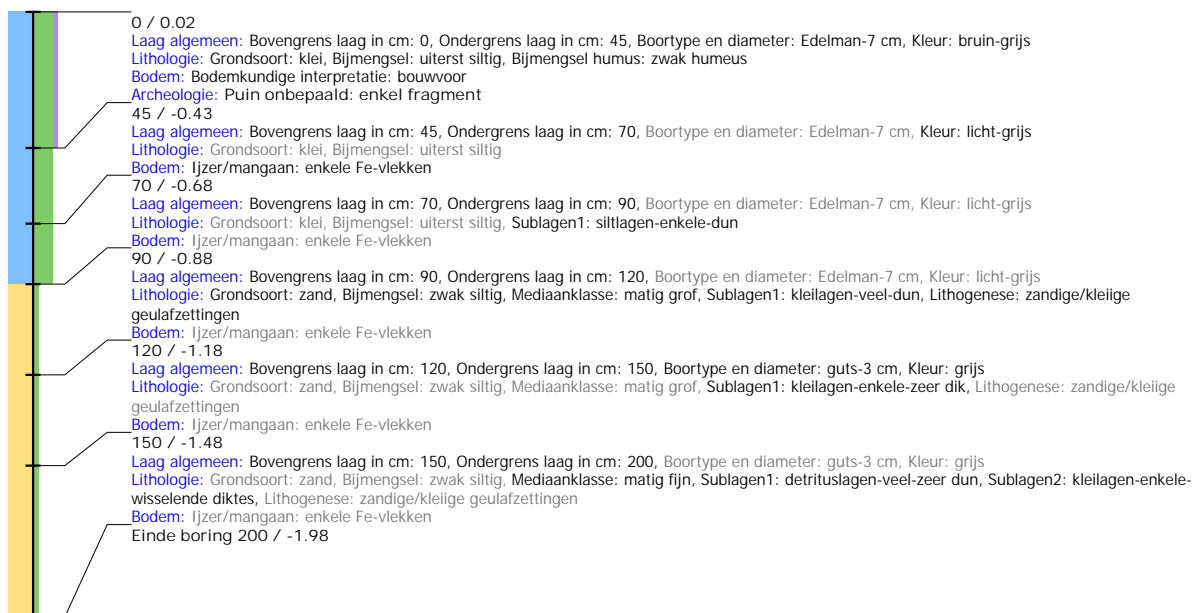 0 / 0.02
Laag algemeen: Bovengrens laag in cm: 0, Ondergrens laag in cm: 45, Boortype en diameter: Edelman-7 cm, Kleur: bruin-grijs
Lithologie: Grondsoort: klei, Bijmengsel: uiterst siltig, Bijmengsel humus: zwak humeus
Bodem: Bodemkundige interpretatie: bouwvoor
Archeologie: Puin onbepaald: enkel fragment
45 / -0.43
Laag algemeen: Bovengrens laag in cm: 45, Ondergrens laag in cm: 70, Boortype en diameter: Edelman-7 cm, Kleur: licht-grijs
Lithologie: Grondsoort: klei, Bijmengsel: uiterst siltig
Bodem: Ijzer/mangaan: enkele Fe-vlekken
70 / -0.68
Laag algemeen: Bovengrens laag in cm: 70, Ondergrens laag in cm: 90, Boortype en diameter: Edelman-7 cm, Kleur: licht-grijs
Lithologie: Grondsoort: klei, Bijmengsel: uiterst siltig, Sublagen1: siltlagen-enkele-dun
Bodem: Ijzer/mangaan: enkele Fe-vlekken
90 / -0.88
Laag algemeen: Bovengrens laag in cm: 90, Ondergrens laag in cm: 120, Boortype en diameter: Edelman-7 cm, Kleur: licht-grijs
Lithologie: Grondsoort: zand, Bijmengsel: zwak siltig, Mediaanklasse: matig grof, Sublagen1: kleilagen-veel-dun, Lithogenese: zandige/kleiige
geulafzettingen
Bodem: Ijzer/mangaan: enkele Fe-vlekken
120 / -1.18
Laag algemeen: Bovengrens laag in cm: 120, Ondergrens laag in cm: 150, Boortype en diameter: guts-3 cm, Kleur: grijs
Lithologie: Grondsoort: zand, Bijmengsel: zwak siltig, Mediaanklasse: matig grof, Sublagen1: kleilagen-enkele-zeer dik, Lithogenese: zandige/kleiige
geulafzettingen
Bodem: Ijzer/mangaan: enkele Fe-vlekken
150 / -1.48
Laag algemeen: Bovengrens laag in cm: 150, Ondergrens laag in cm: 200, Boortype en diameter: guts-3 cm, Kleur: grijs
Lithologie: Grondsoort: zand, Bijmengsel: zwak siltig, Mediaanklasse: matig fijn, Sublagen1: detrituslagen-veel-zeer dun, Sublagen2: kleilagen-enkele-
wisselende diktes, Lithogenese: zandige/kleiige geulafzettingen
Bodem: Ijzer/mangaan: enkele Fe-vlekken
Einde boring 200 / -1.98